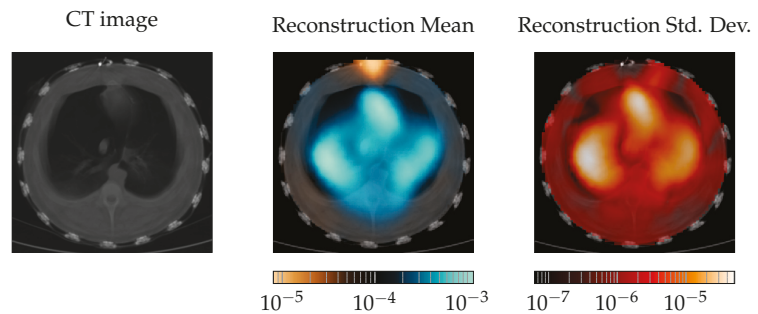 CT image
Reconstruction Mean
Reconstruction Std. Dev.
10⁻⁵ 10⁻⁴ 10⁻³
10⁻⁷ 10⁻⁶ 10⁻⁵